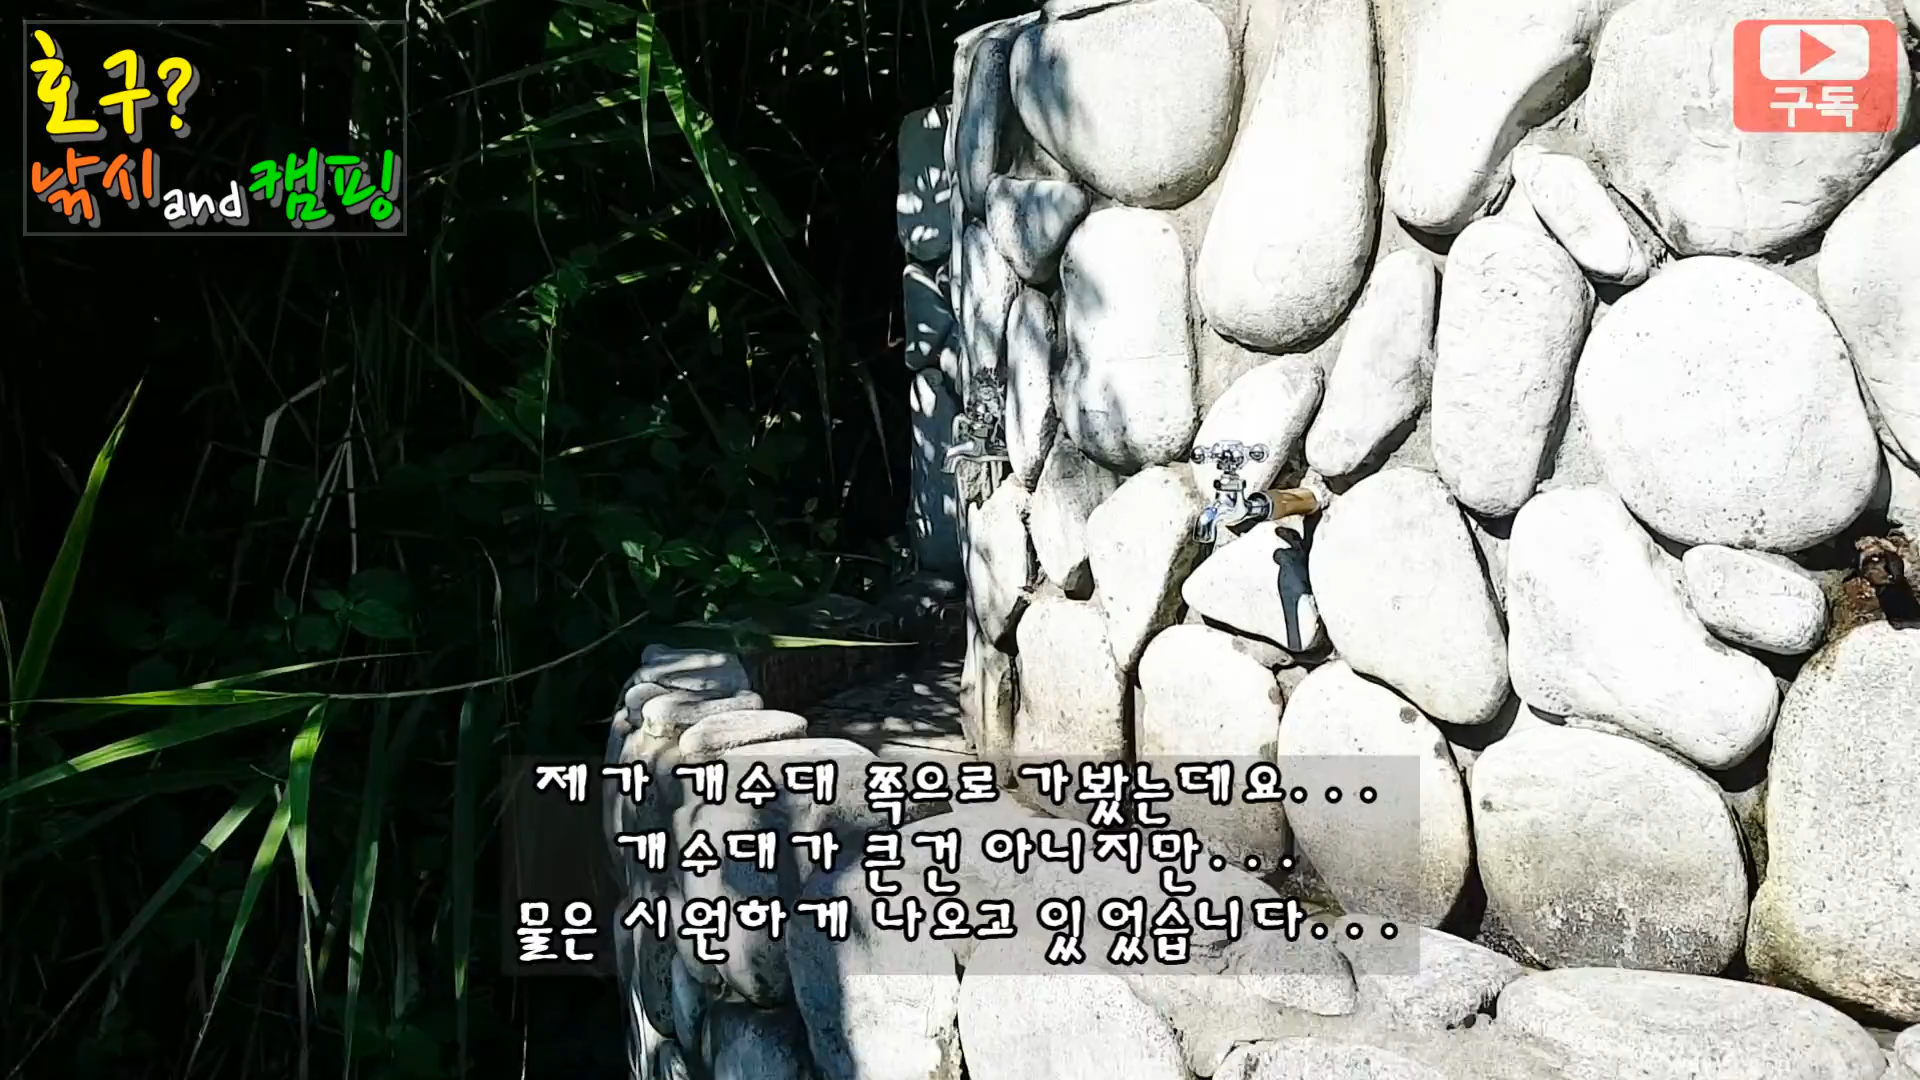 호구?
낚시 and 캠핑
구독
제가 개수대 쪽으로 가봤는데요...
개수대가 큰건 아니지만...
물은 시원하게 나오고 있었습니다...